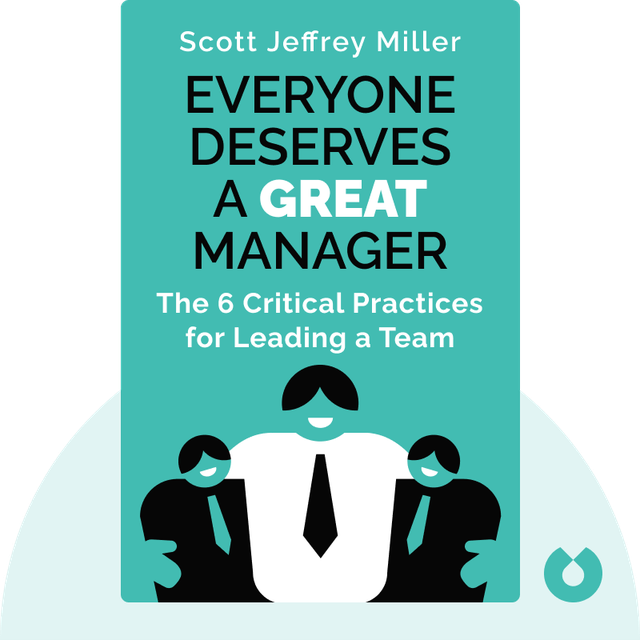 Scott Jeffrey Miller
EVERYONE
DESERVES
A GREAT
MANAGER
The 6 Critical Practices
for Leading a Team